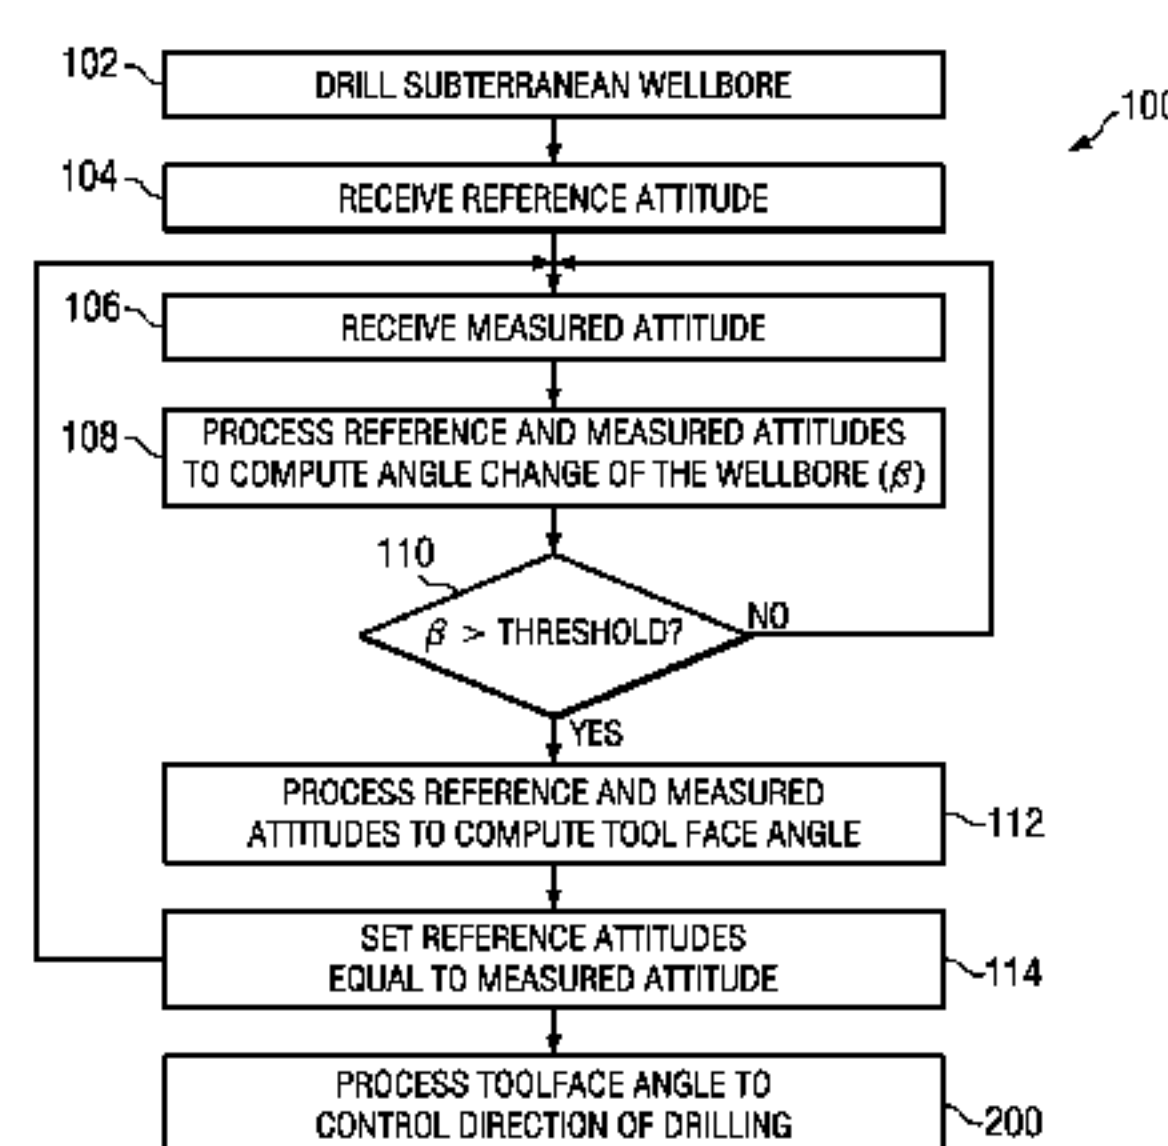 102
DRILL SUBTERRANEAN WELLBORE
100
104
RECEIVE REFERENCE ATTITUDE
106
RECEIVE MEASURED ATTITUDE
108
PROCESS REFERENCE AND MEASURED ATTITUDES
TO COMPUTE ANGLE CHANGE OF THE WELLBORE (β)
110
β > THRESHOLD?
NO
YES
PROCESS REFERENCE AND MEASURED
ATTITUDES TO COMPUTE TOOL FACE ANGLE
112
SET REFERENCE ATTITUDES
EQUAL TO MEASURED ATTITUDE
114
PROCESS TOOLFACE ANGLE TO
CONTROL DIRECTION OF DRILLING
200